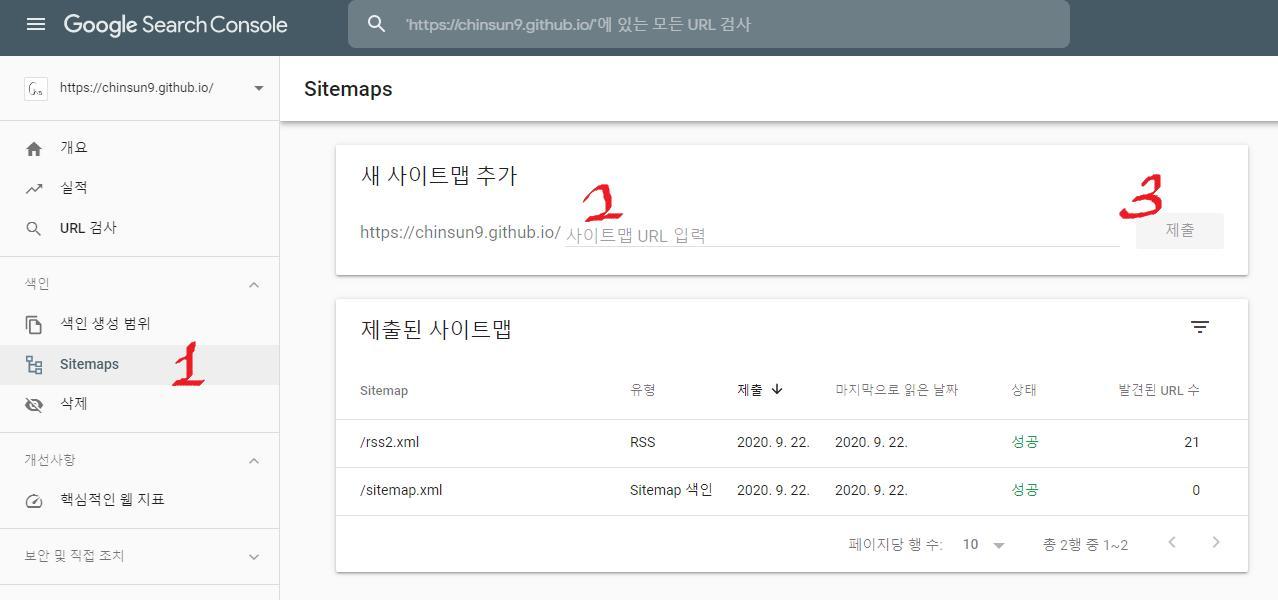 Google Search Console
'https://chinsun9.github.io/'에 있는 모든 URL 검사
https://chinsun9.github.io/
개요
실적
URL 검사
색인
색인 생성 범위
Sitemaps
1
삭제
개선사항
핵심적인 웹 지표
보안 및 직접 조치
Sitemaps
새 사이트맵 추가
2
3
https://chinsun9.github.io/ 사이트맵 URL 입력 제출
제출된 사이트맵
Sitemap 유형 제출 마지막으로 읽은 날짜 상태 발견된 URL 수
/rss2.xml RSS 2020. 9. 22. 2020. 9. 22. 성공 21
/sitemap.xml Sitemap 색인 2020. 9. 22. 2020. 9. 22. 성공 0
페이지당 행 수: 10 총 2행 중 1~2